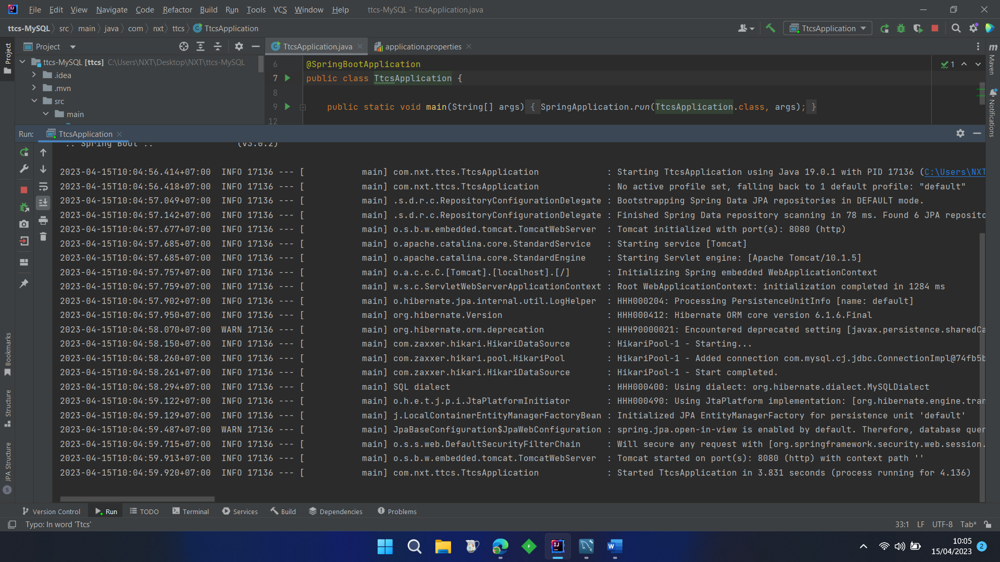 File Edit View Navigate Code Refactor Build Run Tools VCS Window Help ttcs-MySQL - TtcsApplication.java
ttcs-MySQL src main java com nxt ttcs TtcsApplication TtcsApplication
Project TtcsApplication.java application.properties
ttcs-MySQL [ttcs] C:\Users\NXT\Desktop\NXT\ttcs-MySQL
.idea
.mvn
src
main
6 @SpringBootApplication
7 public class TtcsApplication {
8
9 public static void main(String[] args) { SpringApplication.run(TtcsApplication.class, args); }
12
1
Project
Maven
Notifications
Bookmarks
Structure
JPA Structure
Run: TtcsApplication
:: Spring Boot :: (v3.0.2)
2023-04-15T10:04:56.414+07:00 INFO 17136 --- [ main] com.nxt.ttcs.TtcsApplication : Starting TtcsApplication using Java 19.0.1 with PID 17136 (C:\Users\NXT
2023-04-15T10:04:56.418+07:00 INFO 17136 --- [ main] com.nxt.ttcs.TtcsApplication : No active profile set, falling back to 1 default profile: "default"
2023-04-15T10:04:57.049+07:00 INFO 17136 --- [ main] .s.d.r.c.RepositoryConfigurationDelegate : Bootstrapping Spring Data JPA repositories in DEFAULT mode.
2023-04-15T10:04:57.142+07:00 INFO 17136 --- [ main] .s.d.r.c.RepositoryConfigurationDelegate : Finished Spring Data repository scanning in 78 ms. Found 6 JPA reposito
2023-04-15T10:04:57.677+07:00 INFO 17136 --- [ main] o.s.b.w.embedded.tomcat.TomcatWebServer : Tomcat initialized with port(s): 8080 (http)
2023-04-15T10:04:57.685+07:00 INFO 17136 --- [ main] o.apache.catalina.core.StandardService : Starting service [Tomcat]
2023-04-15T10:04:57.685+07:00 INFO 17136 --- [ main] o.apache.catalina.core.StandardEngine : Starting Servlet engine: [Apache Tomcat/10.1.5]
2023-04-15T10:04:57.757+07:00 INFO 17136 --- [ main] o.a.c.c.C.[Tomcat].[localhost].[/] : Initializing Spring embedded WebApplicationContext
2023-04-15T10:04:57.759+07:00 INFO 17136 --- [ main] w.s.c.ServletWebServerApplicationContext : Root WebApplicationContext: initialization completed in 1284 ms
2023-04-15T10:04:57.902+07:00 INFO 17136 --- [ main] o.hibernate.jpa.internal.util.LogHelper : HHH000204: Processing PersistenceUnitInfo [name: default]
2023-04-15T10:04:57.950+07:00 INFO 17136 --- [ main] org.hibernate.Version : HHH000412: Hibernate ORM core version 6.1.6.Final
2023-04-15T10:04:58.070+07:00 WARN 17136 --- [ main] org.hibernate.orm.deprecation : HHH90000021: Encountered deprecated setting [javax.persistence.sharedCa
2023-04-15T10:04:58.150+07:00 INFO 17136 --- [ main] com.zaxxer.hikari.HikariDataSource : HikariPool-1 - Starting...
2023-04-15T10:04:58.260+07:00 INFO 17136 --- [ main] com.zaxxer.hikari.pool.HikariPool : HikariPool-1 - Added connection com.mysql.cj.jdbc.ConnectionImpl@74fb5b
2023-04-15T10:04:58.261+07:00 INFO 17136 --- [ main] com.zaxxer.hikari.HikariDataSource : HikariPool-1 - Start completed.
2023-04-15T10:04:58.294+07:00 INFO 17136 --- [ main] SQL dialect : HHH000400: Using dialect: org.hibernate.dialect.MySQLDialect
2023-04-15T10:04:59.122+07:00 INFO 17136 --- [ main] o.h.e.t.j.p.i.JtaPlatformInitiator : HHH000490: Using JtaPlatform implementation: [org.hibernate.engine.tran
2023-04-15T10:04:59.129+07:00 INFO 17136 --- [ main] j.LocalContainerEntityManagerFactoryBean : Initialized JPA EntityManagerFactory for persistence unit 'default'
2023-04-15T10:04:59.487+07:00 WARN 17136 --- [ main] JpaBaseConfiguration$JpaWebConfiguration : spring.jpa.open-in-view is enabled by default. Therefore, database quer
2023-04-15T10:04:59.715+07:00 INFO 17136 --- [ main] o.s.s.web.DefaultSecurityFilterChain : Will secure any request with [org.springframework.security.web.session.
2023-04-15T10:04:59.913+07:00 INFO 17136 --- [ main] o.s.b.w.embedded.tomcat.TomcatWebServer : Tomcat started on port(s): 8080 (http) with context path ''
2023-04-15T10:04:59.920+07:00 INFO 17136 --- [ main] com.nxt.ttcs.TtcsApplication : Started TtcsApplication in 3.831 seconds (process running for 4.136)
Version Control Run TODO Terminal Services Build Dependencies Problems
Typo: In word 'Ttcs' 33:1 LF UTF-8 Tab*
10:05
15/04/2023 2